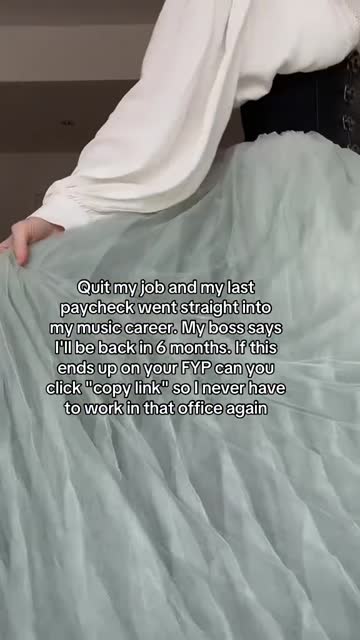 Quit my job and my last
paycheck went straight into
my music career. My boss says
I'll be back in 6 months. If this
ends up on your FYP can you
click "copy link" so I never have
to work in that office again